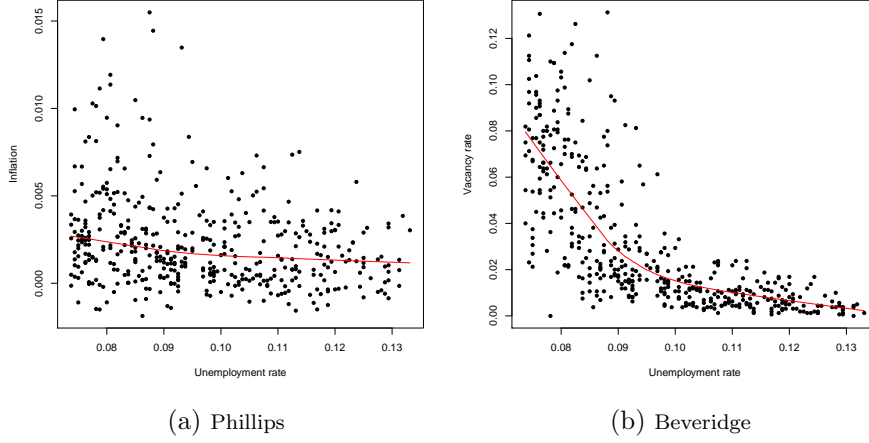 Inflation
0.015
0.010
0.005
0.000
0.08 0.09 0.10 0.11 0.12 0.13
Unemployment rate
(a) Phillips
Vacancy rate
0.12
0.10
0.08
0.06
0.04
0.02
0.00
0.08 0.09 0.10 0.11 0.12 0.13
Unemployment rate
(b) Beveridge